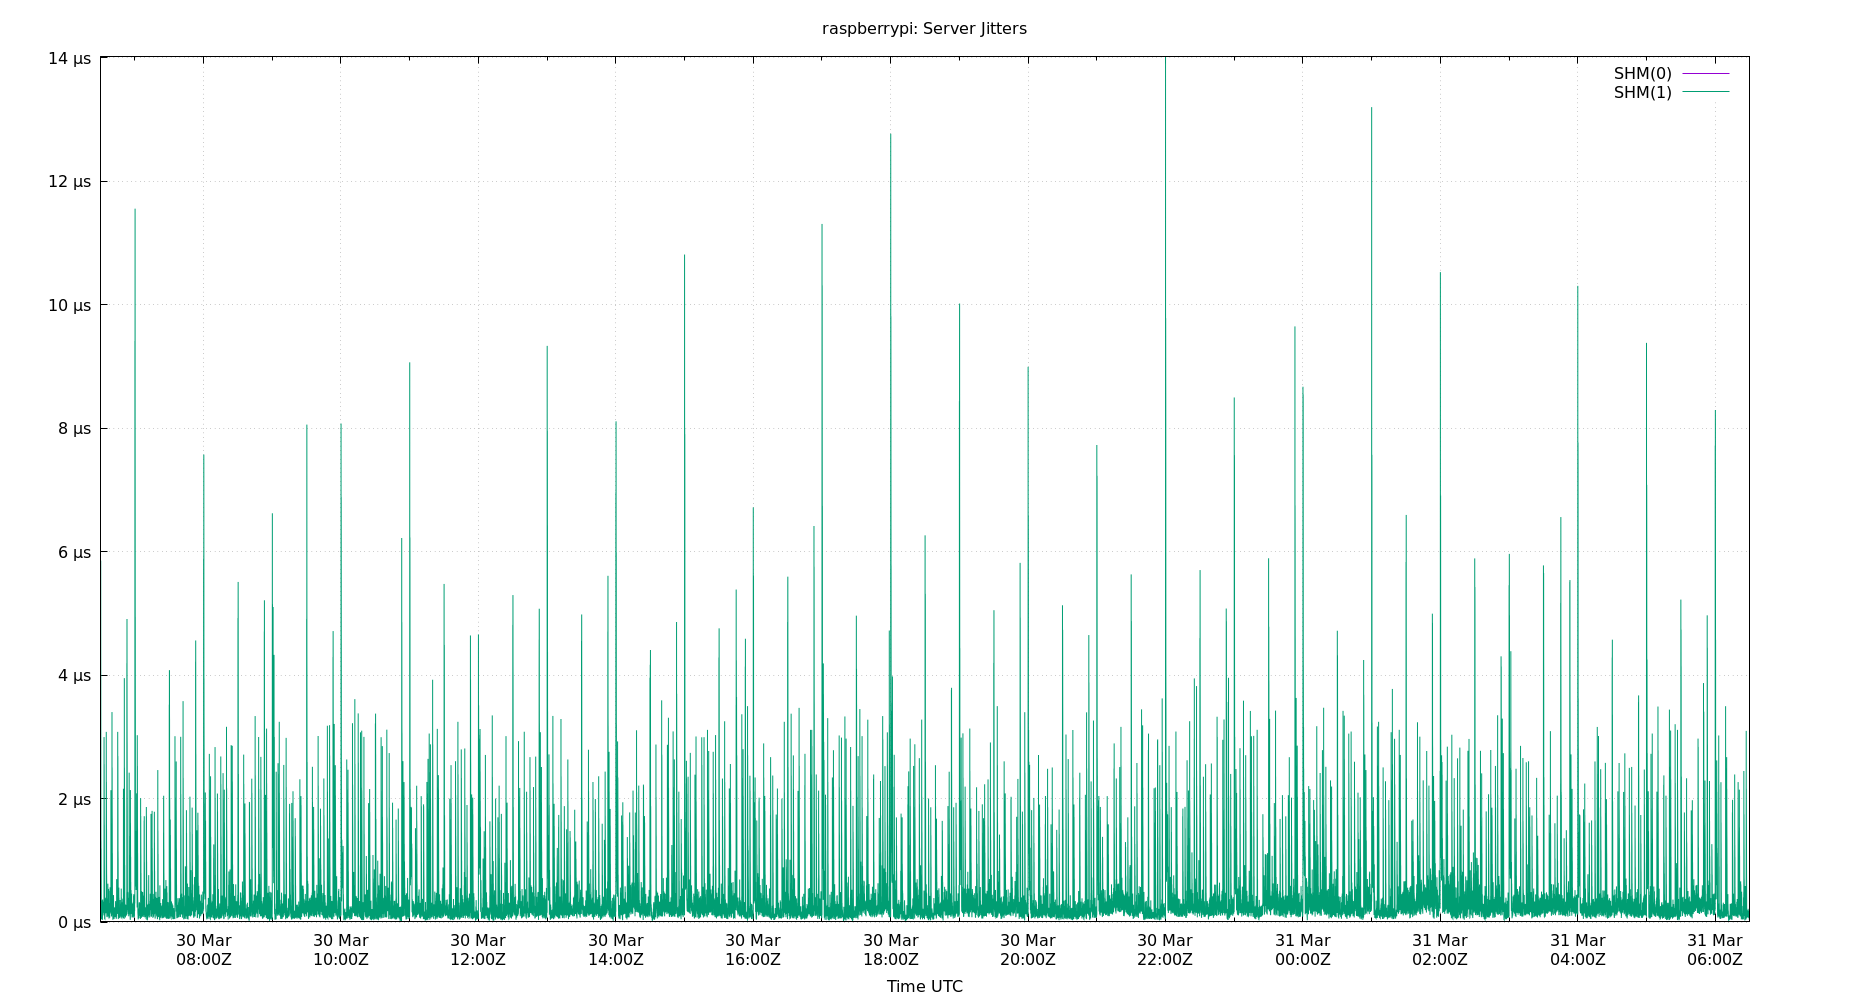 raspberrypi: Server Jitters
SHM(0)
SHM(1)
14 µs
12 µs
10 µs
8 µs
6 µs
4 µs
2 µs
0 µs
30 Mar 30 Mar 30 Mar 30 Mar 30 Mar 30 Mar 30 Mar 30 Mar 31 Mar 31 Mar 31 Mar 31 Mar
08:00Z 10:00Z 12:00Z 14:00Z 16:00Z 18:00Z 20:00Z 22:00Z 00:00Z 02:00Z 04:00Z 06:00Z
Time UTC